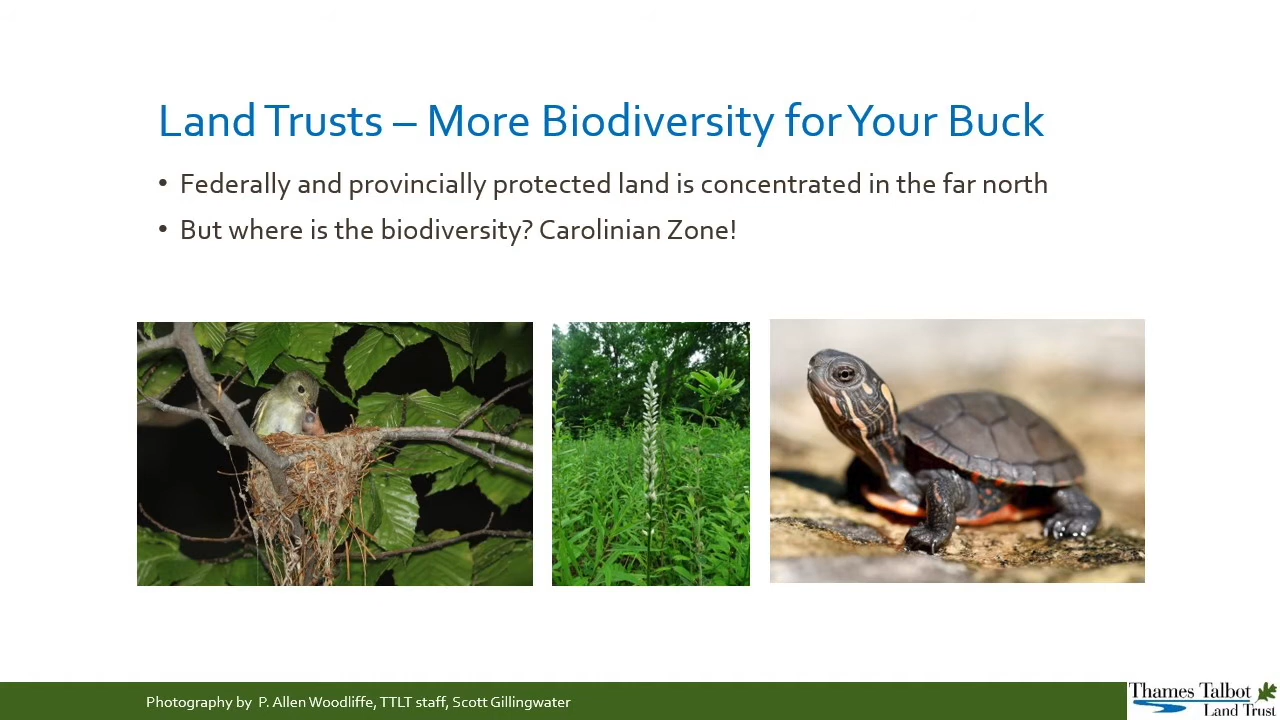 Land Trusts – More Biodiversity for Your Buck
• Federally and provincially protected land is concentrated in the far north
• But where is the biodiversity? Carolinian Zone!
Photography by P. Allen Woodliffe, TTLT staff, Scott Gillingwater
Thames Talbot
Land Trust